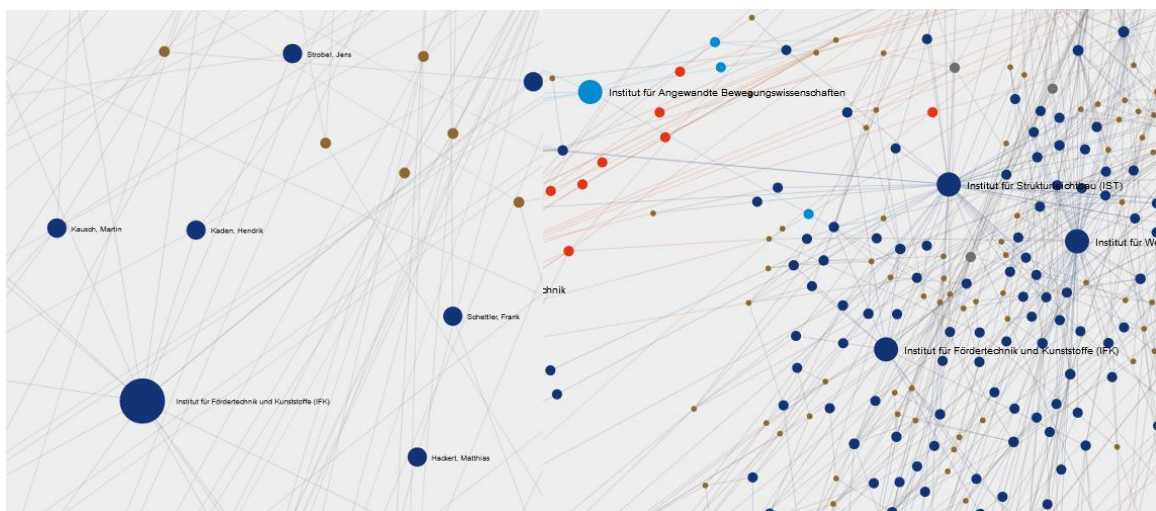 Strobel, Jens
Kausch, Martin
Kaden, Hendrik
Schettler, Frank
Institut für Fördertechnik und Kunststoffe (IFK)
Hackert, Matthias
Institut für Angewandte Bewegungswissenschaften
Institut für Strukturleichtbau (IST)
Institut für We
chnik
Institut für Fördertechnik und Kunststoffe (IFK)